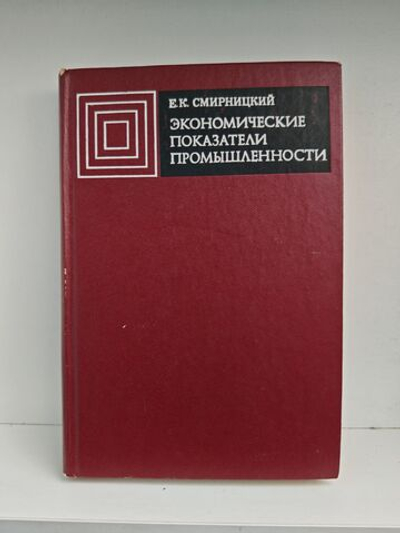 Е.К. СМИРНИЦКИЙ
ЭКОНОМИЧЕСКИЕ
ПОКАЗАТЕЛИ
ПРОМЫШЛЕННОСТИ